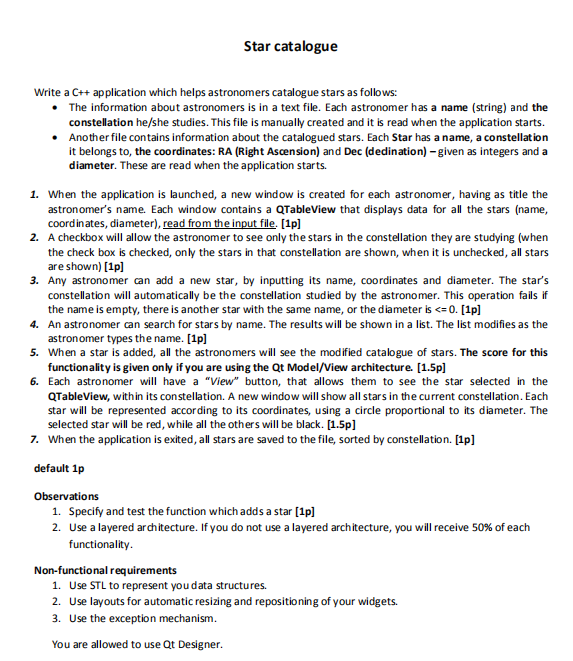 Star catalogue
Write a C++ application which helps astronomers catalogue stars as follows:
• The information about astronomers is in a text file. Each astronomer has a name (string) and the
constellation he/she studies. This file is manually created and it is read when the application starts.
• Another file contains information about the catalogued stars. Each Star has a name, a constellation
it belongs to, the coordinates: RA (Right Ascension) and Dec (declination) – given as integers and a
diameter. These are read when the application starts.
1. When the application is launched, a new window is created for each astronomer, having as title the
astronomer's name. Each window contains a QTableView that displays data for all the stars (name,
coordinates, diameter), read from the input file. [1p]
2. A checkbox will allow the astronomer to see only the stars in the constellation they are studying (when
the check box is checked, only the stars in that constellation are shown, when it is unchecked, all stars
are shown) [1p]
3. Any astronomer can add a new star, by inputting its name, coordinates and diameter. The star's
constellation will automatically be the constellation studied by the astronomer. This operation fails if
the name is empty, there is another star with the same name, or the diameter is <= 0. [1p]
4. An astronomer can search for stars by name. The results will be shown in a list. The list modifies as the
astronomer types the name. [1p]
5. When a star is added, all the astronomers will see the modified catalogue of stars. The score for this
functionality is given only if you are using the Qt Model/View architecture. [1.5p]
6. Each astronomer will have a "View" button, that allows them to see the star selected in the
QTableView, within its constellation. A new window will show all stars in the current constellation. Each
star will be represented according to its coordinates, using a circle proportional to its diameter. The
selected star will be red, while all the others will be black. [1.5p]
7. When the application is exited, all stars are saved to the file, sorted by constellation. [1p]
default 1p
Observations
1. Specify and test the function which adds a star [1p]
2. Use a layered architecture. If you do not use a layered architecture, you will receive 50% of each
functionality.
Non-functional requirements
1. Use STL to represent you data structures.
2. Use layouts for automatic resizing and repositioning of your widgets.
3. Use the exception mechanism.
You are allowed to use Qt Designer.